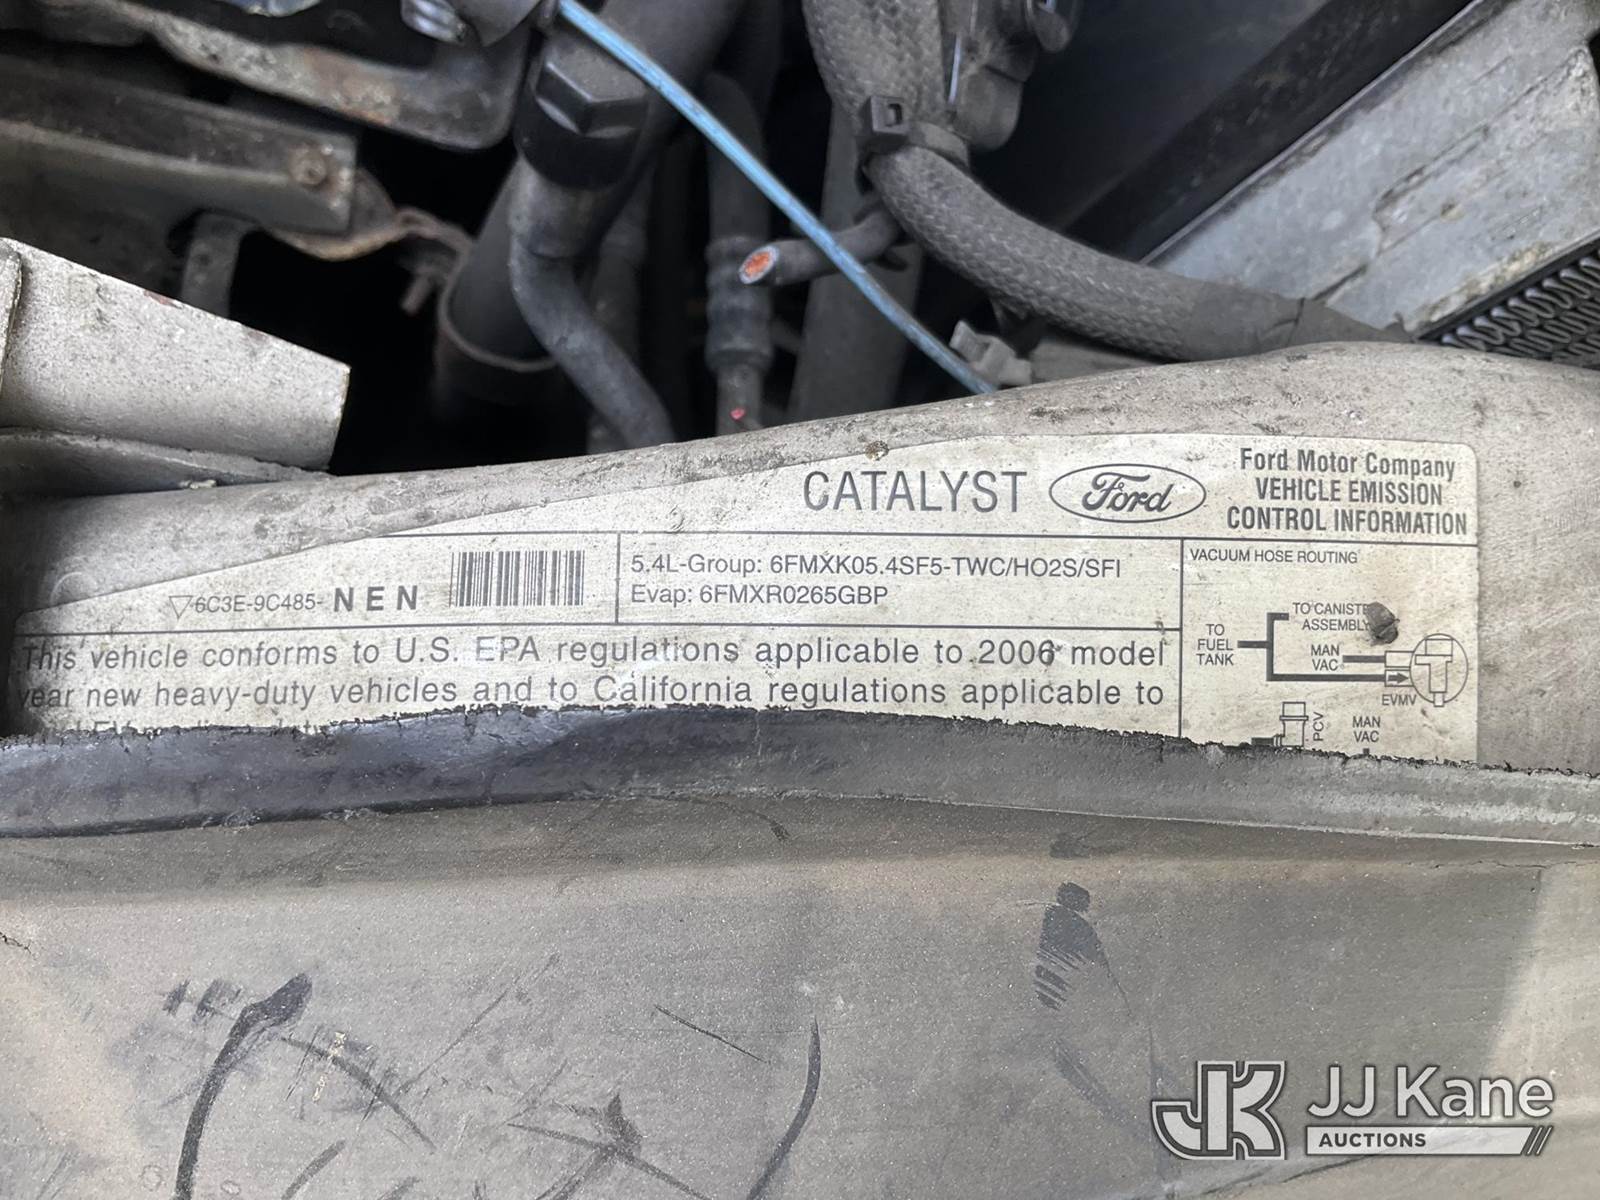 CATALYST Ford
Ford Motor Company
VEHICLE EMISSION
CONTROL INFORMATION
6C3E-9C485- NEN
5.4L-Group: 6FMXK05.4SF5-TWC/HO2S/SFI
Evap: 6FMXR0265GBP
This vehicle conforms to U.S. EPA regulations applicable to 2006 model
year new heavy-duty vehicles and to California regulations applicable to
VACUUM HOSE ROUTING
TO CANISTE
ASSEMBLY
TO
FUEL
TANK
MAN
VAC
EVMV
PCV
MAN
VAC
JK JJ Kane
AUCTIONS